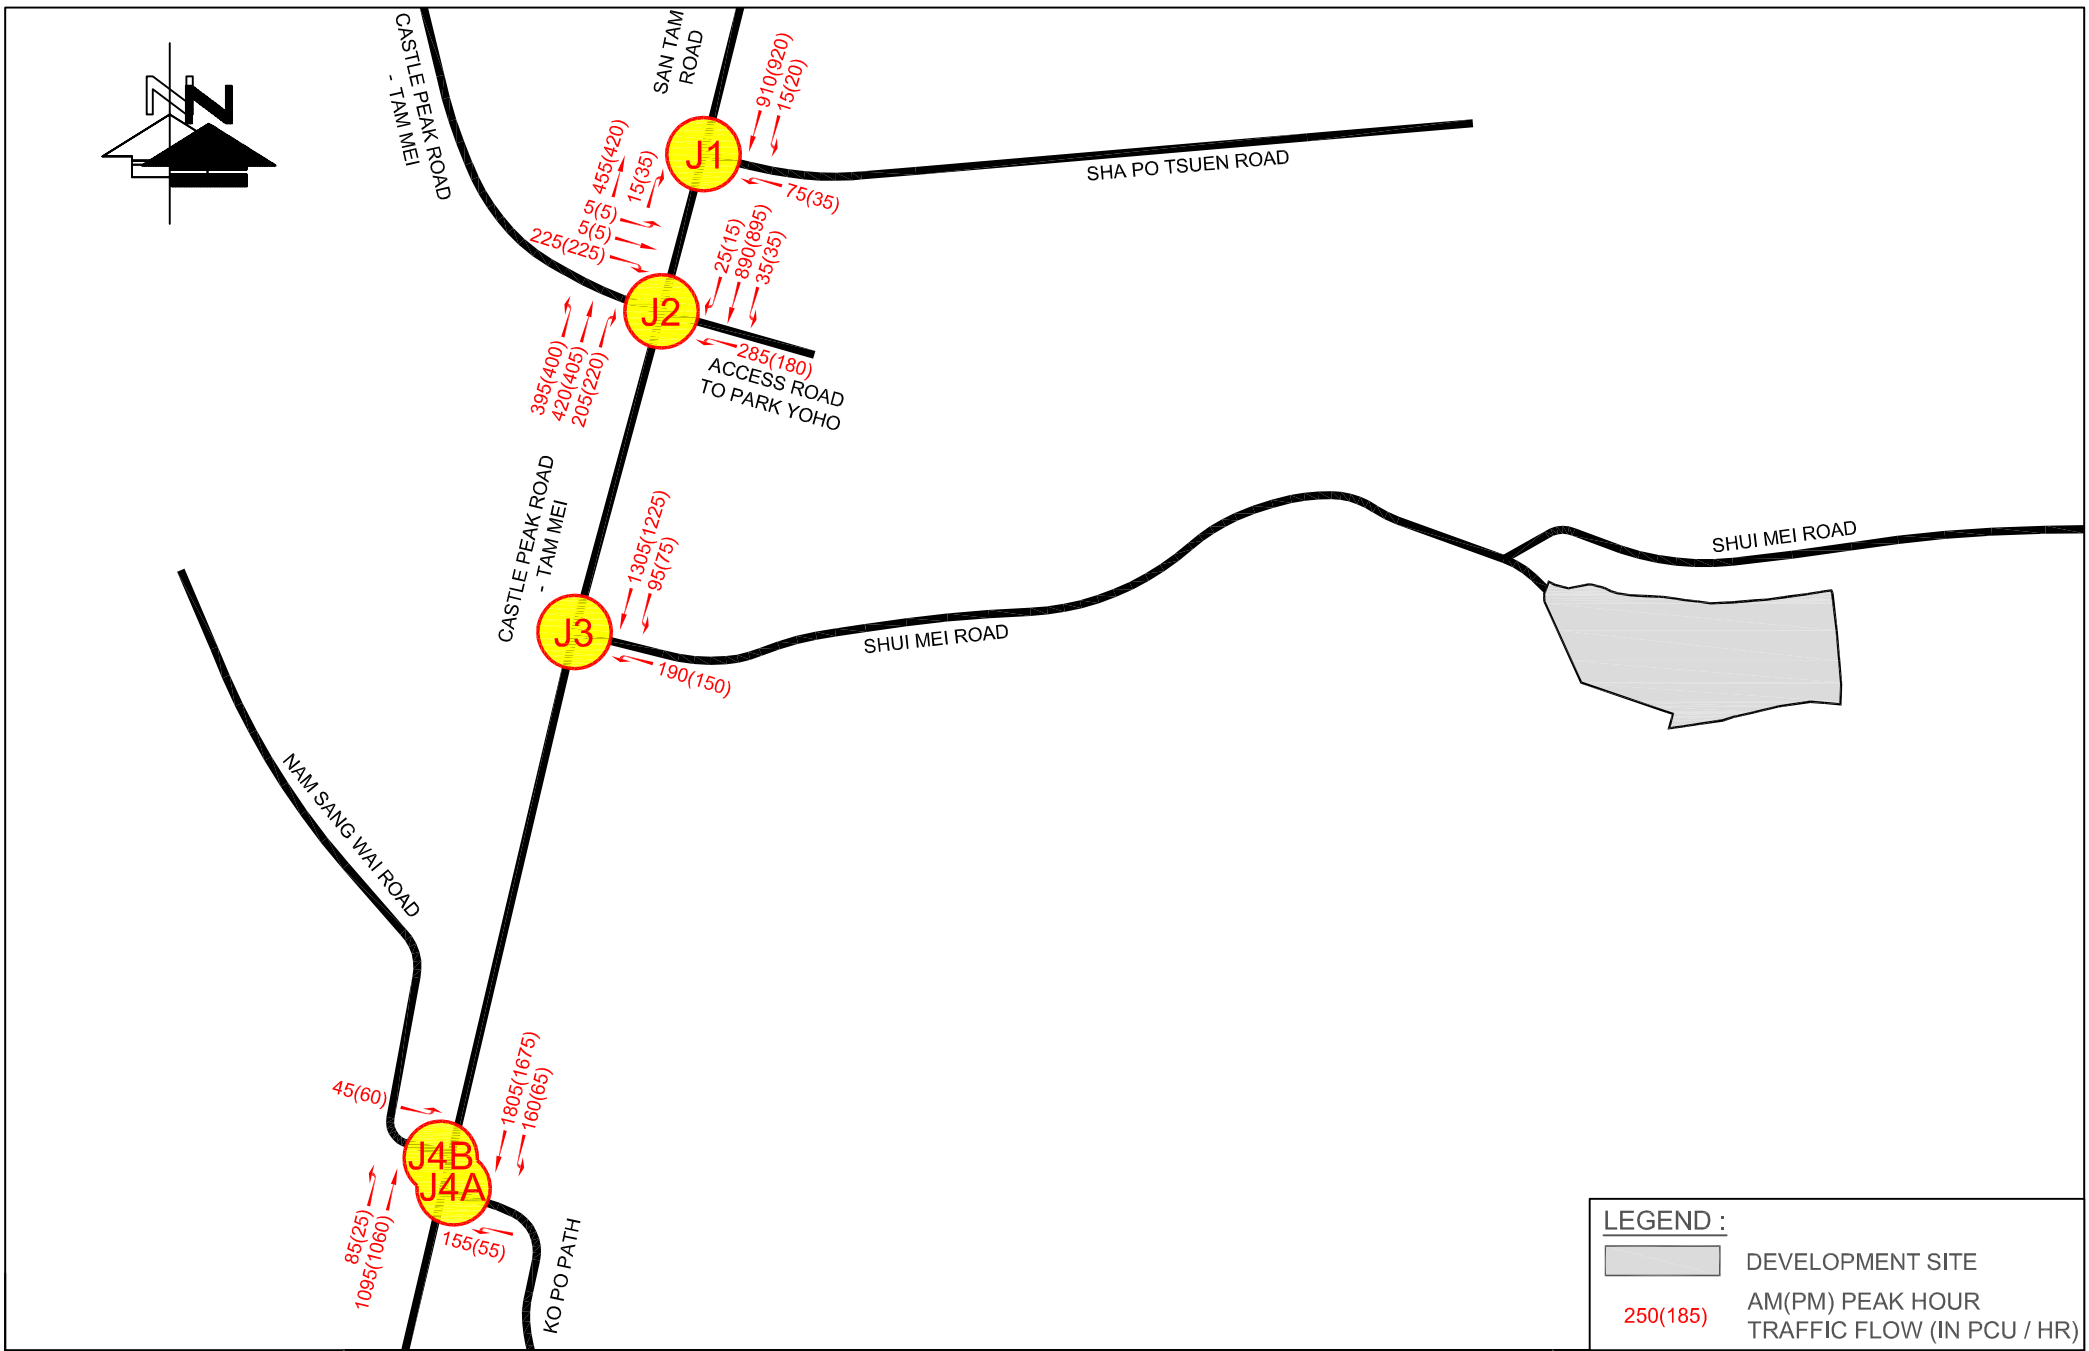 CASTLE PEAK ROAD
- TAM MEI
SAN TAM
ROAD
910(920)
15(20)
J1
SHA PO TSUEN ROAD
75(35)
455(420)
15(35)
5(5)
5(5)
225(225)
25(15)
890(895)
35(35)
J2
285(180)
ACCESS ROAD
TO PARK YOHO
395(400)
420(405)
205(220)
CASTLE PEAK ROAD
- TAM MEI
1305(1225)
95(75)
J3
190(150)
SHUI MEI ROAD
SHUI MEI ROAD
NAM SANG WAI ROAD
45(60)
1805(1675)
160(65)
J4B
J4A
85(25)
1095(1060)
155(55)
KO PO PATH
LEGEND :
DEVELOPMENT SITE
250(185)
AM(PM) PEAK HOUR
TRAFFIC FLOW (IN PCU / HR)
N